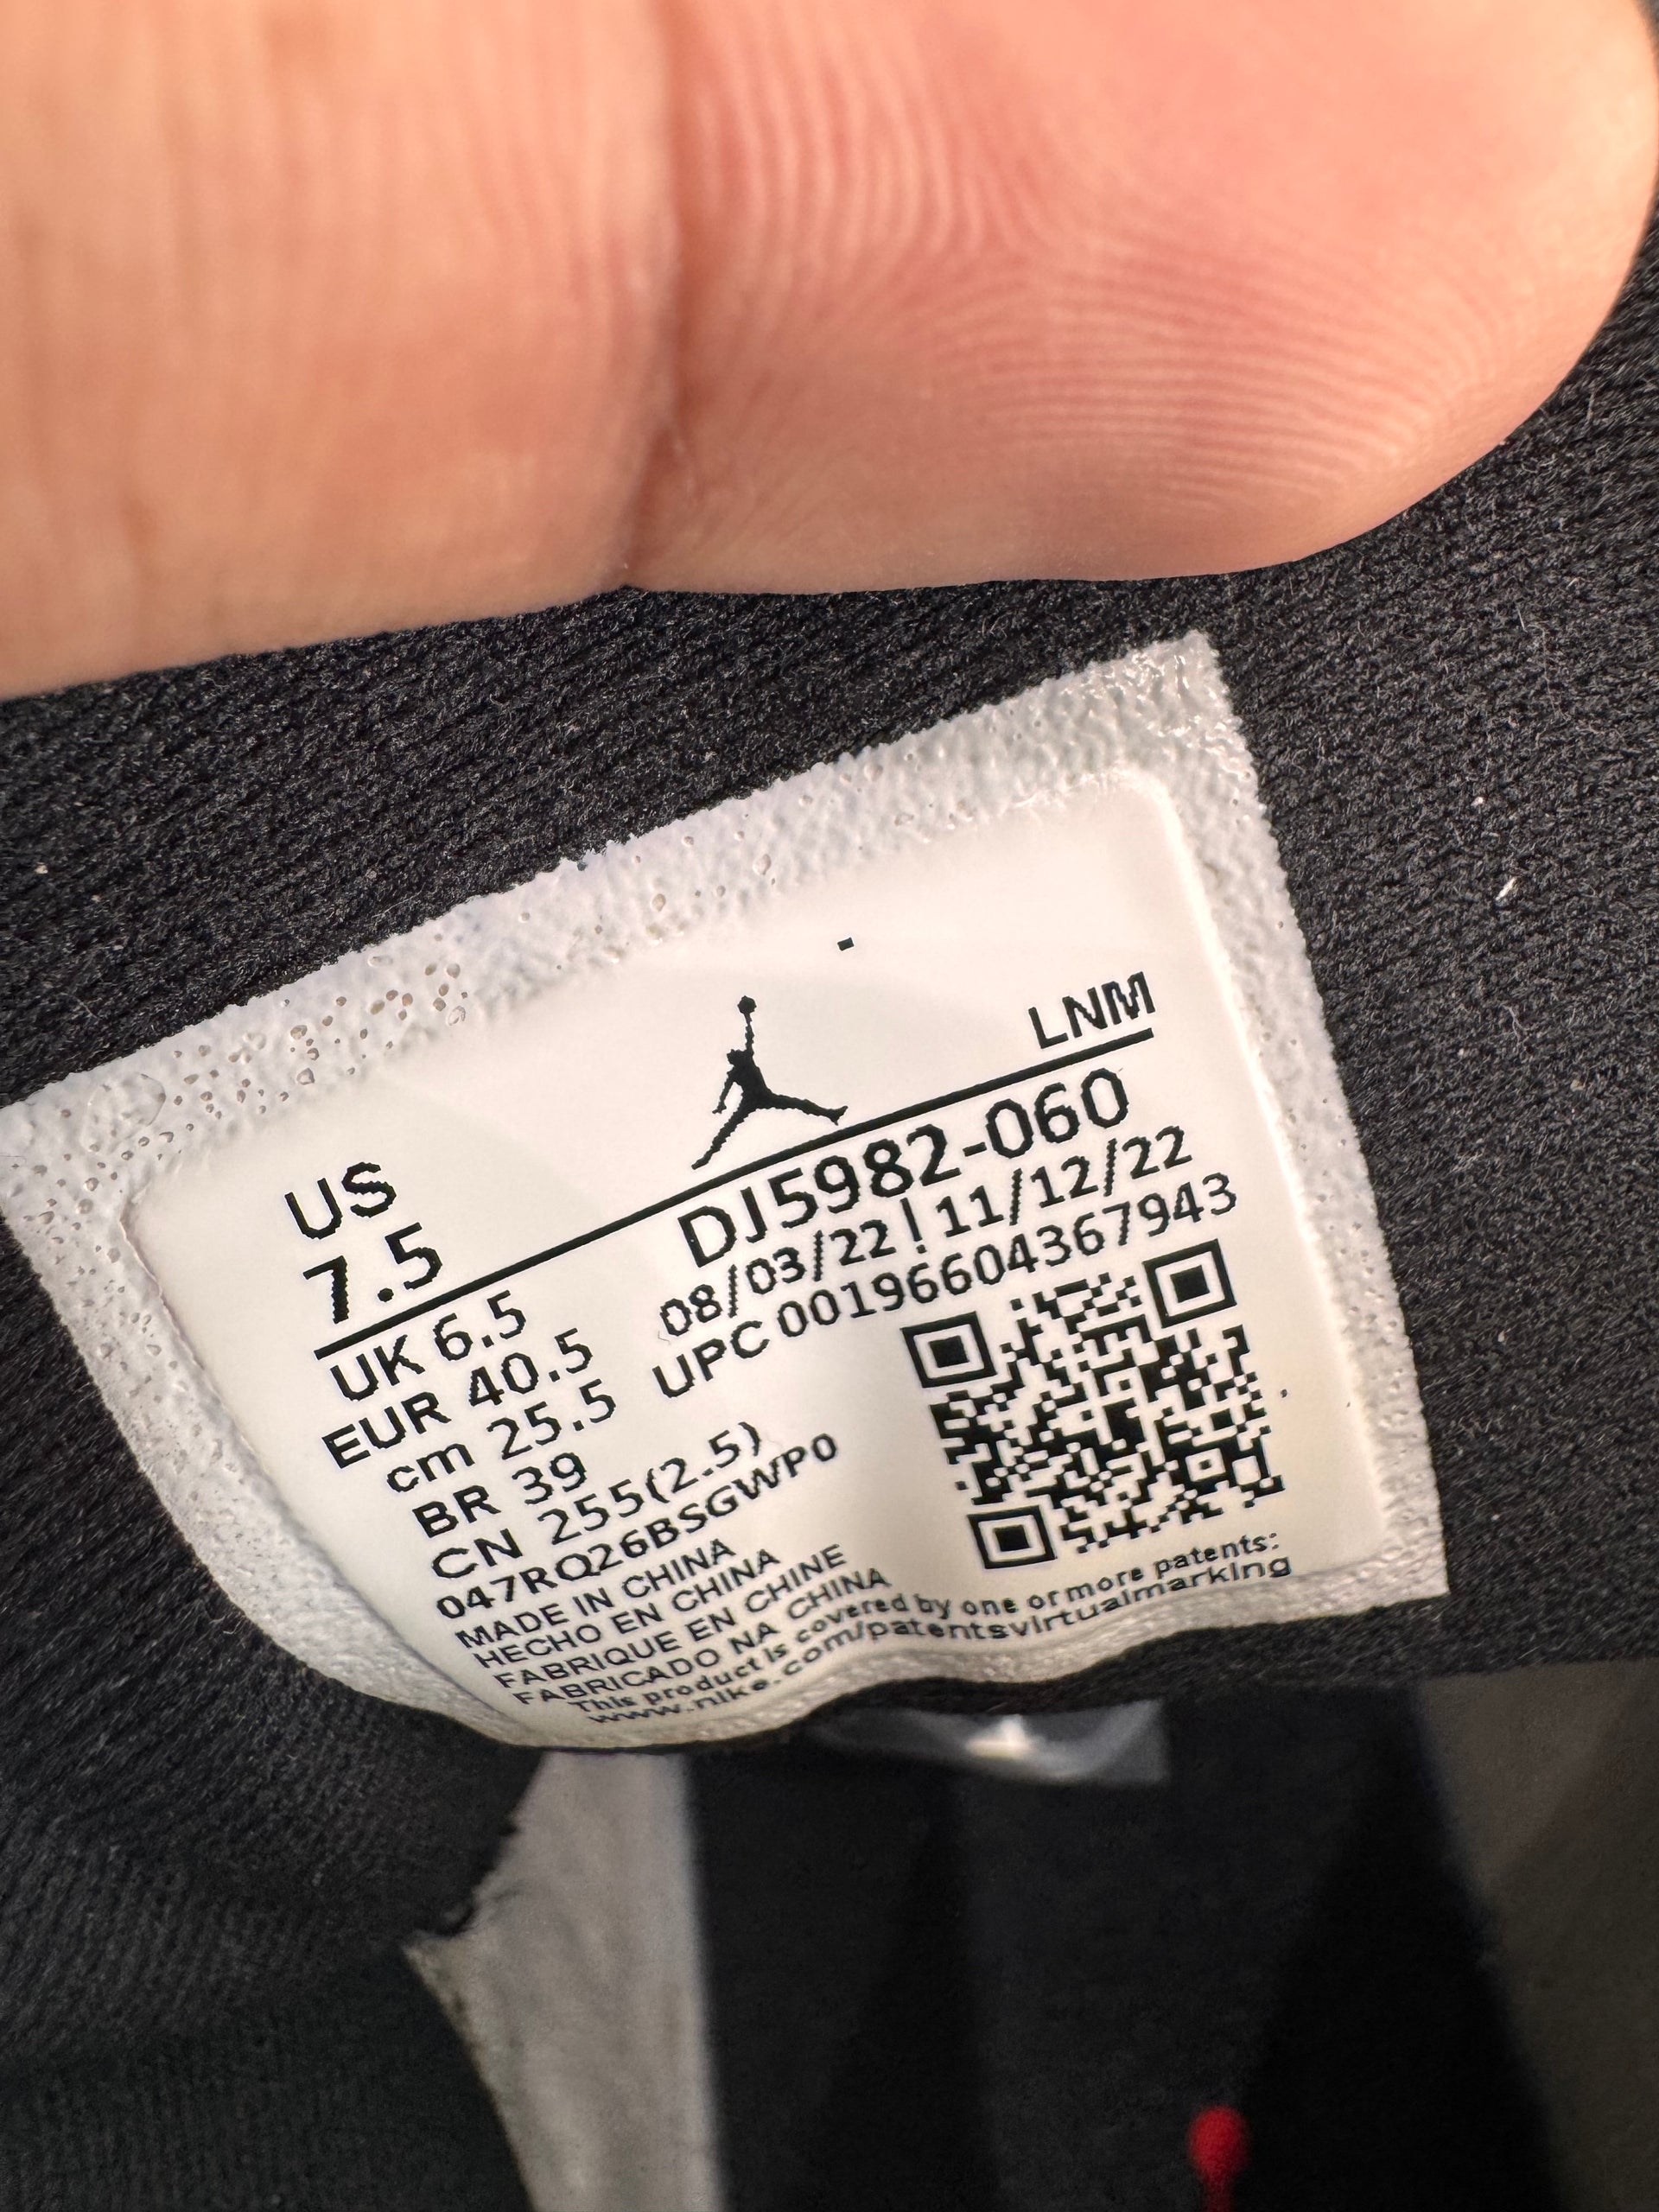 LNM
US
7.5
DJ5982-060
08/03/22!11/12/22
UPC 00196604367943
UK 6.5
EUR 40.5
cm 25.5
BR 39
CN 255(2.5)
047RQ26BSGWP0
MADE IN CHINA
HECHO EN CHINA
FABRIQUE EN CHINE
FABRICADO NA CHINA
This product is covered by one or more patents:
www.nike.com/patentsvirtualmarking